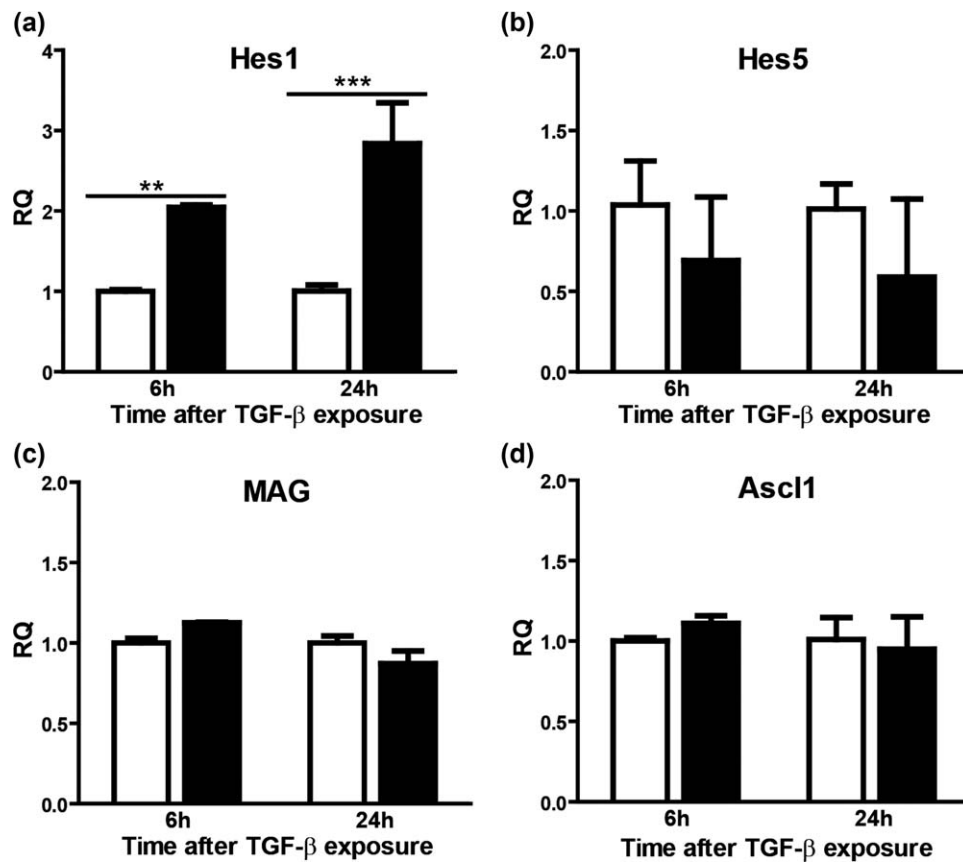 (a)
Hes1
RQ
4
3
2
1
0
**
***
6h
24h
Time after TGF-β exposure
(b)
Hes5
RQ
2.0
1.5
1.0
0.5
0.0
6h
24h
Time after TGF-β exposure
(c)
MAG
RQ
2.0
1.5
1.0
0.5
0.0
6h
24h
Time after TGF-β exposure
(d)
Ascl1
RQ
2.0
1.5
1.0
0.5
0.0
6h
24h
Time after TGF-β exposure